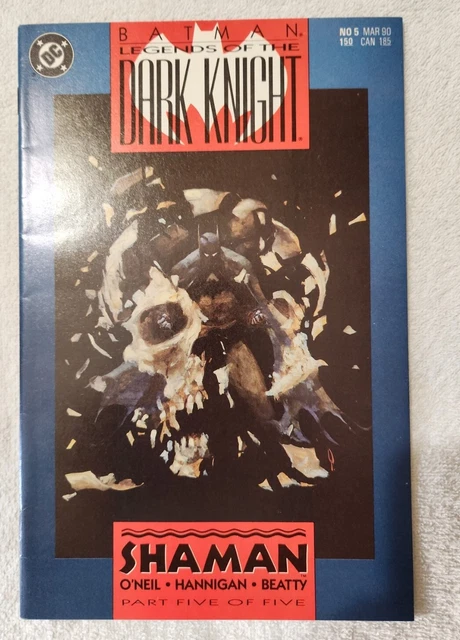 BATMAN®
LEGENDS OF THE
DARK KNIGHT
NO 5 MAR 90
150 CAN 185
DC
SHAMAN™
O'NEIL • HANNIGAN • BEATTY
PART FIVE OF FIVE